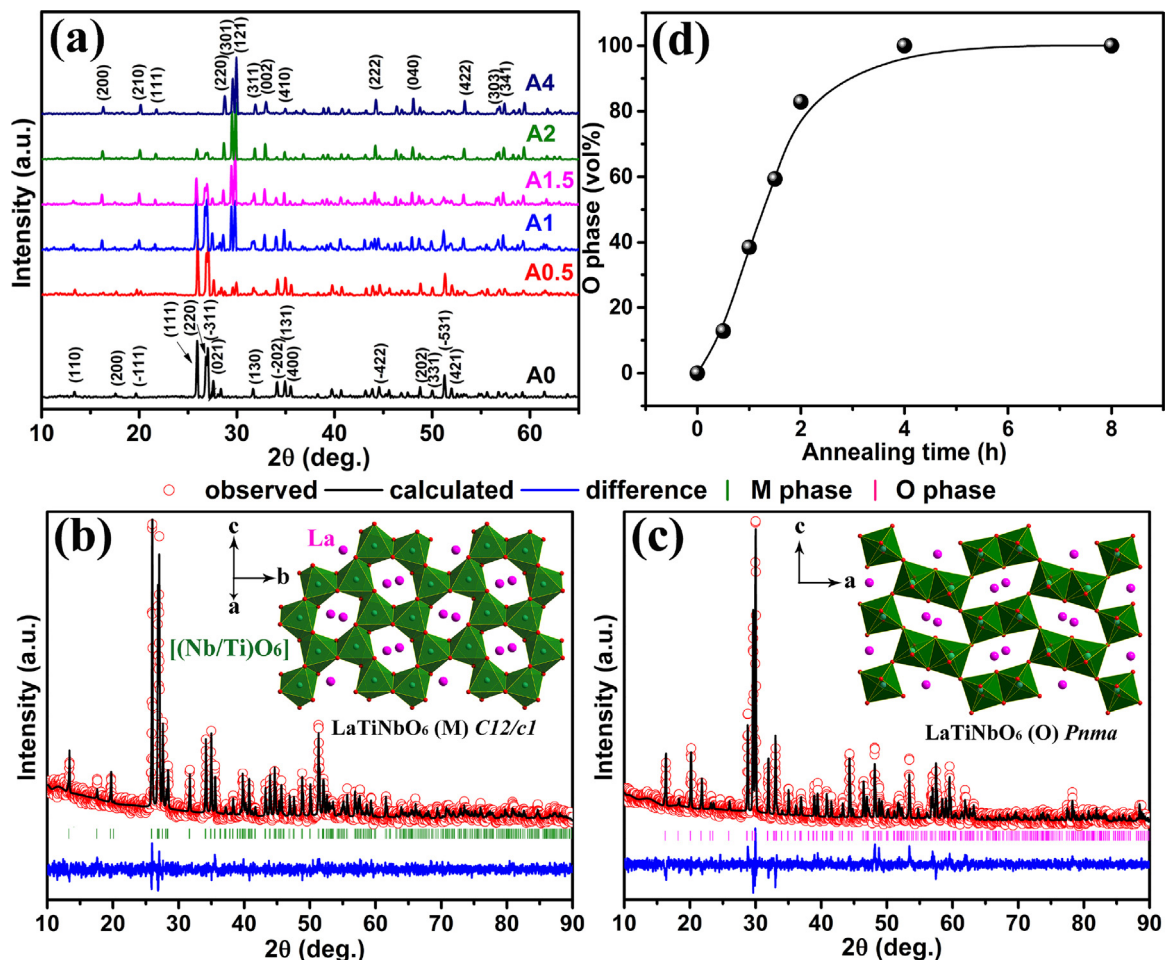 (a)
(200)
(210)
(111)
(220)
(301)
(121)
(311)
(002)
(410)
(222)
(040)
(422)
(303)
(341)
A4
A2
A1.5
A1
A0.5
A0
(110)
(200)
(-111)
(111)
(220)
(-311)
(021)
(130)
(-202)
(131)
(400)
(-422)
(202)
(331)
(-531)
(421)
Intensity (a.u.)
10 20 30 40 50 60
2θ (deg.)
(d)
O phase (vol%)
100
80
60
40
20
0
0 2 4 6 8
Annealing time (h)
observed calculated difference M phase O phase
(b)
c
b
a
La
[(Nb/Ti)O₆]
LaTiNbO₆ (M) C12/c1
Intensity (a.u.)
10 20 30 40 50 60 70 80 90
2θ (deg.)
(c)
c
a
LaTiNbO₆ (O) Pnma
Intensity (a.u.)
10 20 30 40 50 60 70 80 90
2θ (deg.)